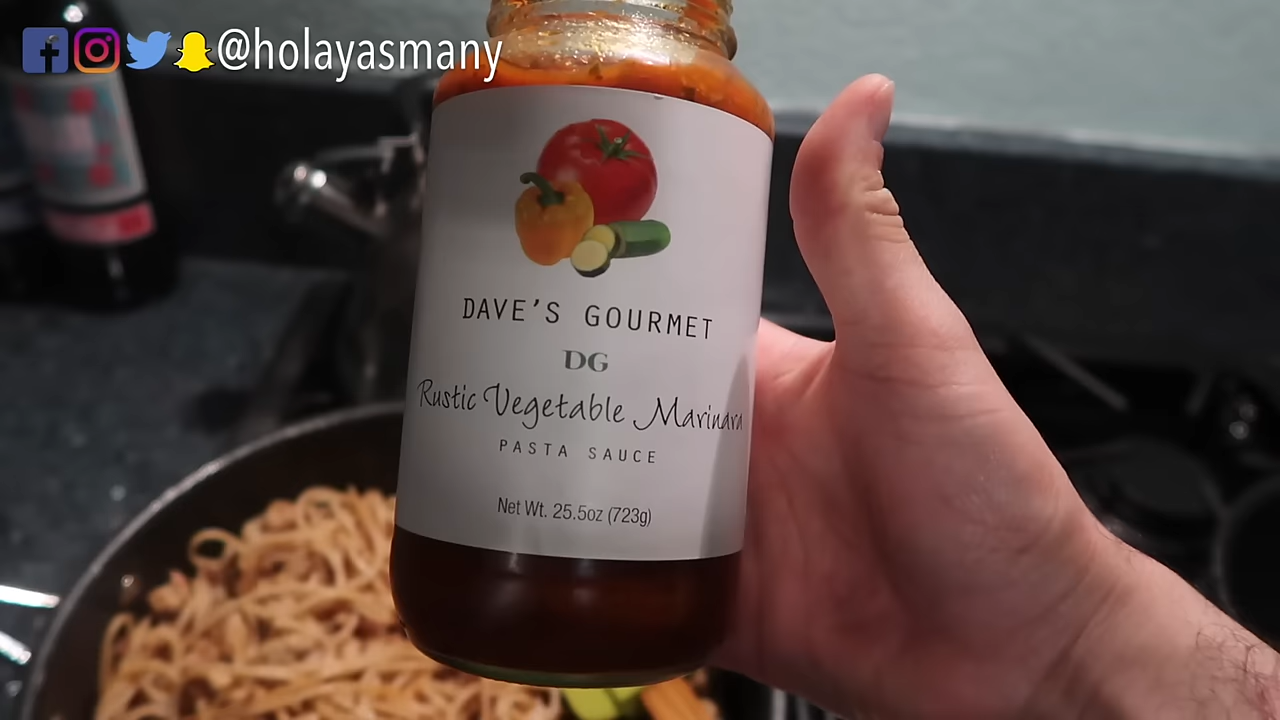 @holayasmany
DAVE'S GOURMET
DG
Rustic Vegetable Marinara
PASTA SAUCE
Net Wt. 25.5oz (723g)